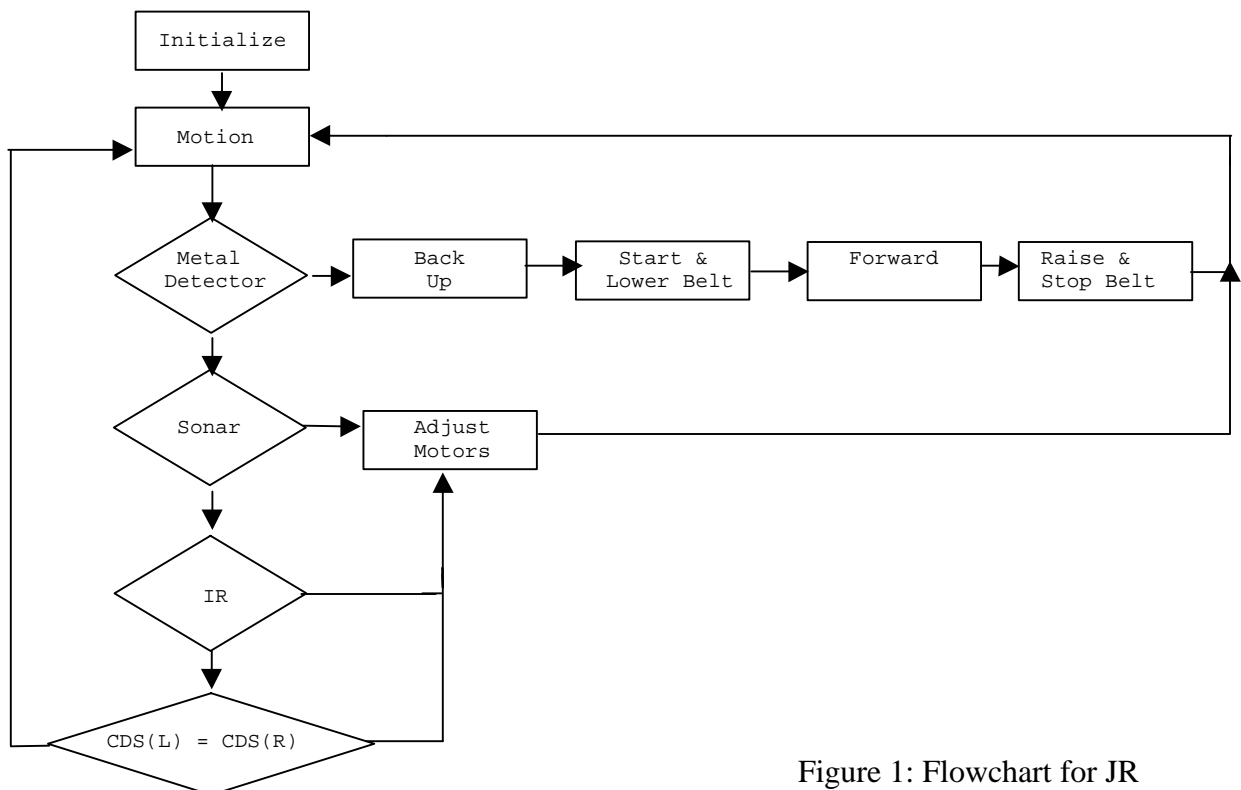 Initialize
Motion
Metal
Detector
Back
Up
Start &
Lower Belt
Forward
Raise &
Stop Belt
Sonar
Adjust
Motors
IR
CDS(L) = CDS(R)
Figure 1: Flowchart for JR